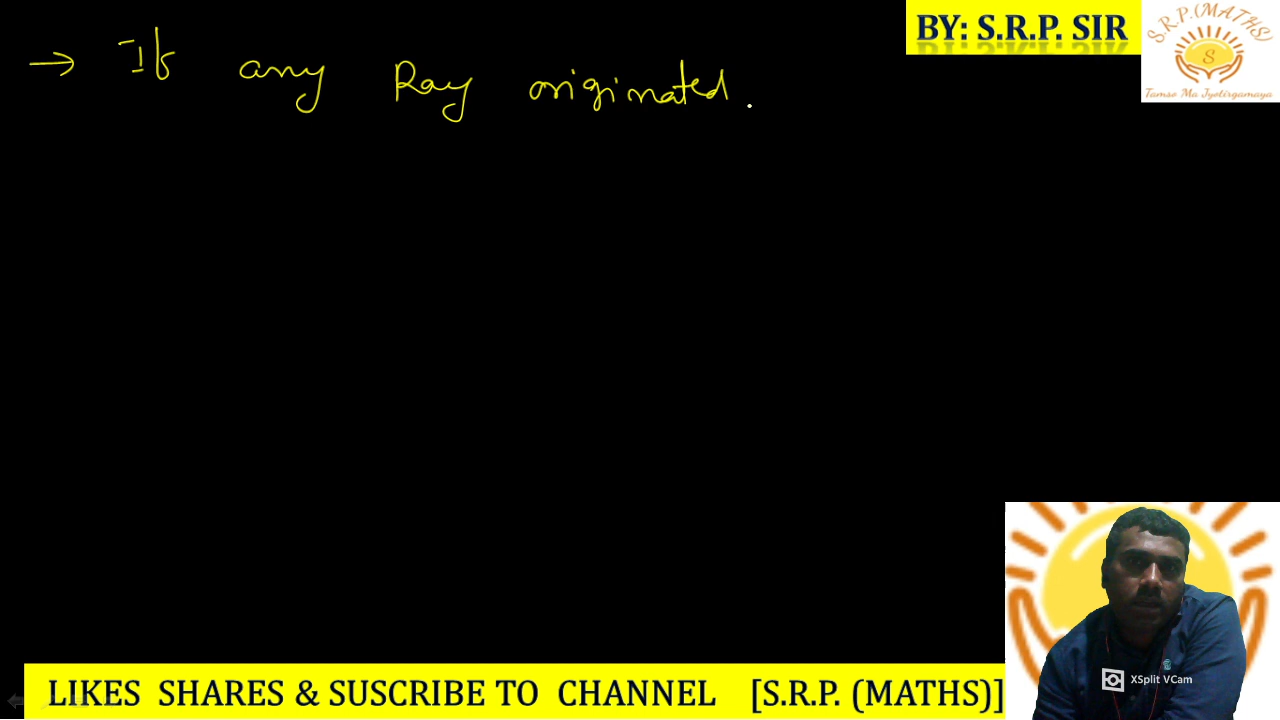 → If any Ray originated.
BY: S.R.P. SIR
S.R.P.(MATHS)
S
Tamso Ma Jyotirgamaya
XSplit VCam
LIKES SHARES & SUSCRIBE TO CHANNEL [S.R.P. (MATHS)]